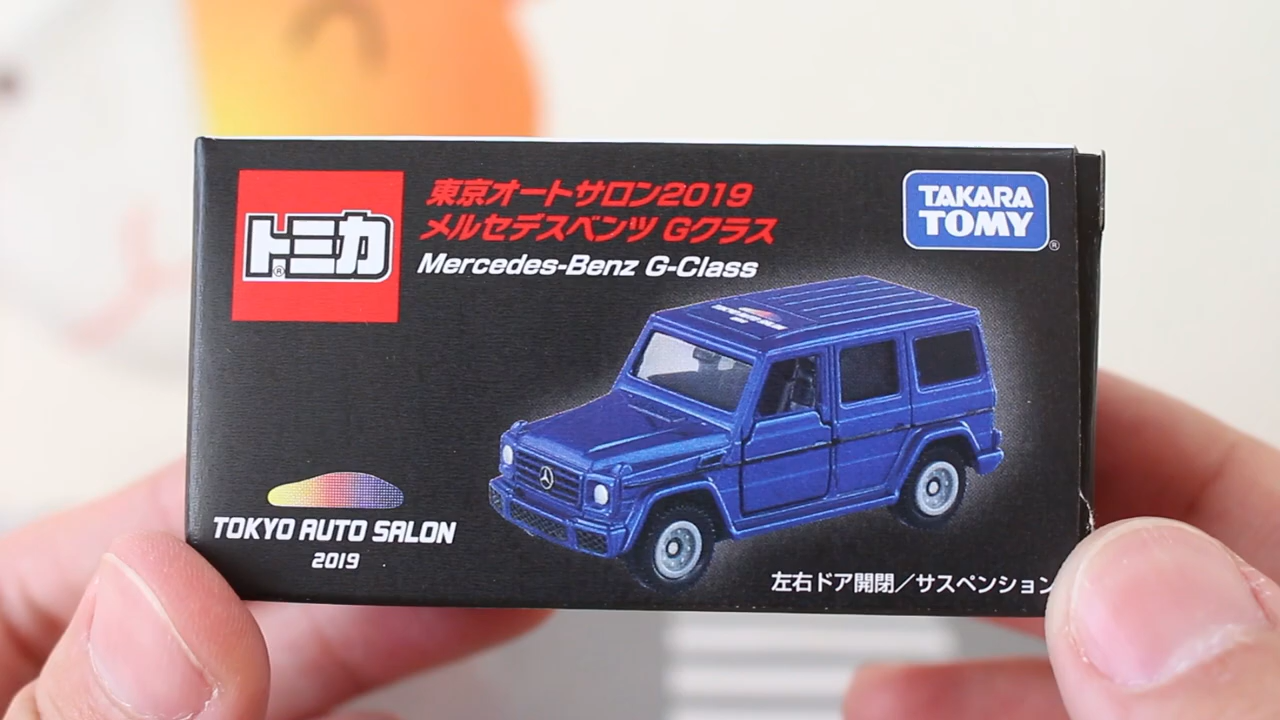 トミカ
®
東京オートサロン2019
メルセデスベンツ Gクラス
Mercedes-Benz G-Class
TAKARA
TOMY
®
TOKYO AUTO SALON
2019
左右ドア開閉/サスペンション